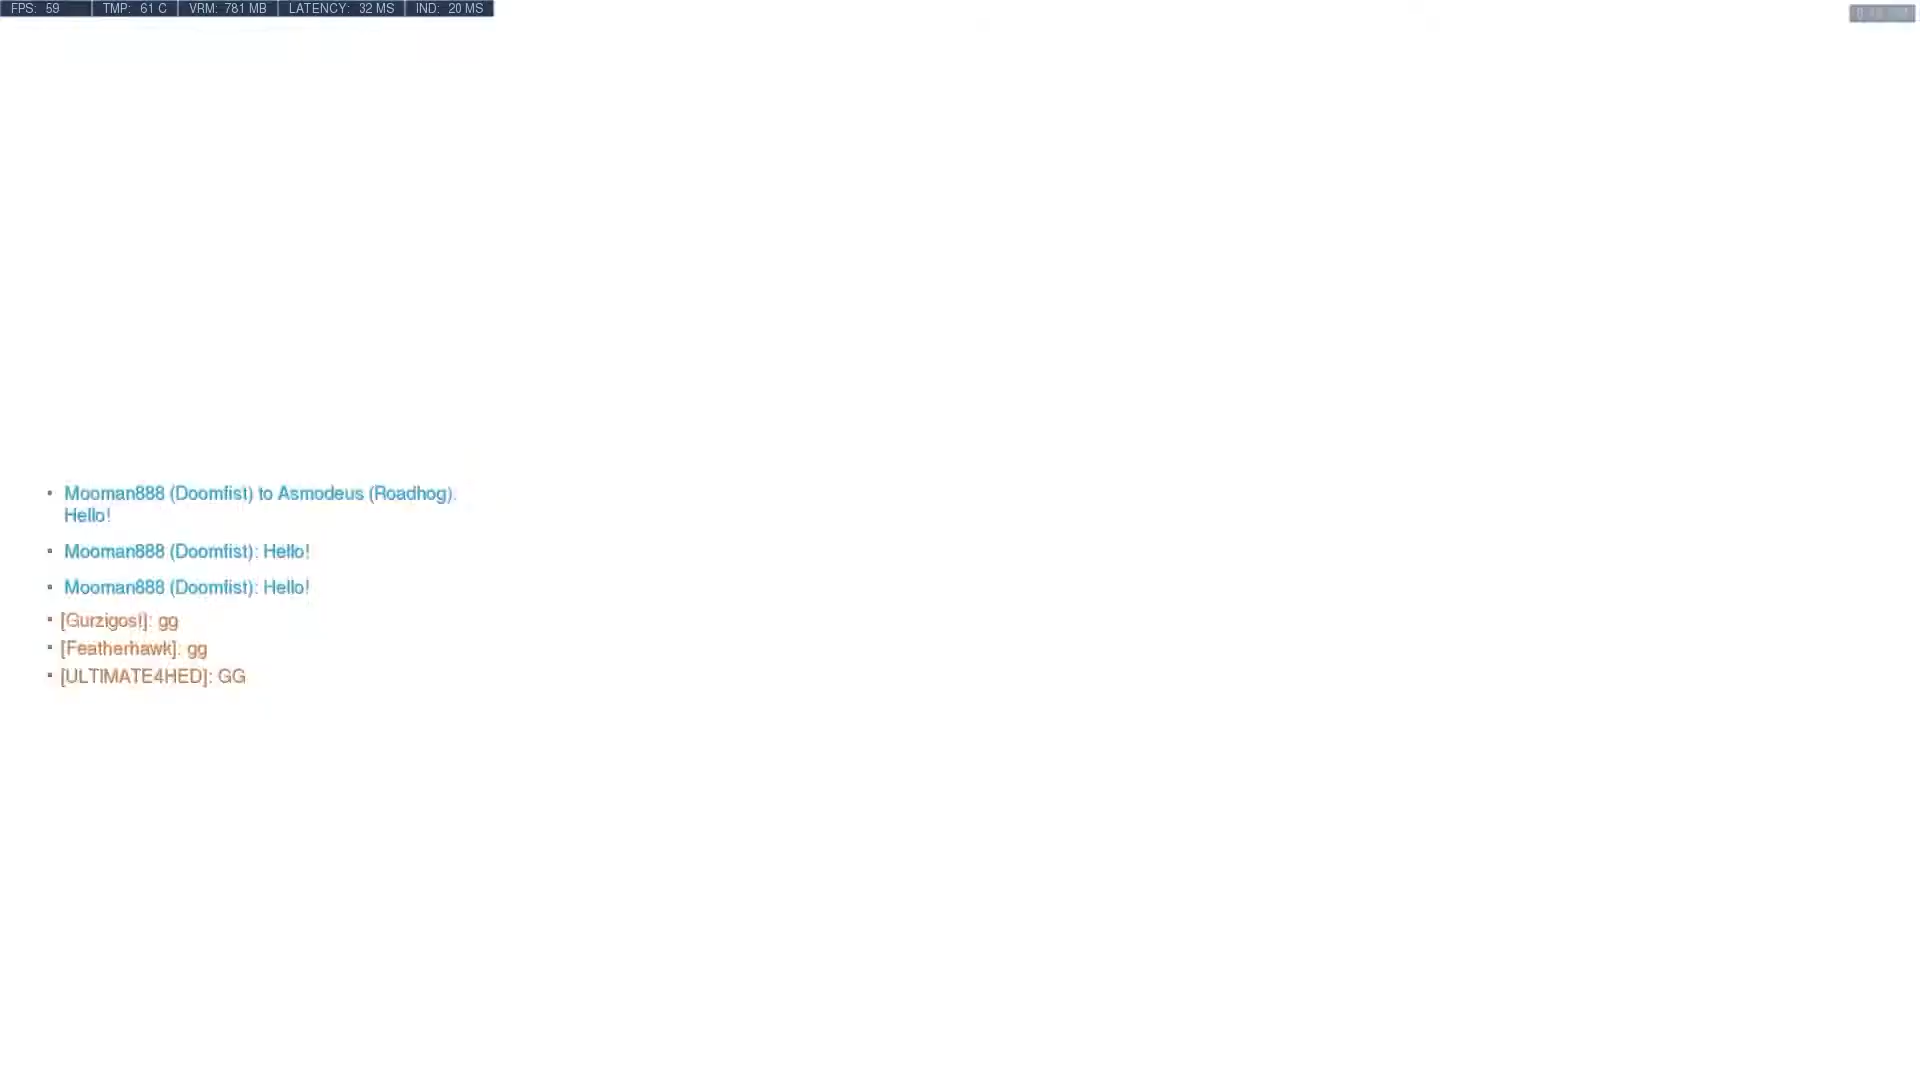 FPS: 59 TMP: 61 C VRM: 781 MB LATENCY: 32 MS IND: 20 MS
Mooman888 (Doomfist) to Asmodeus (Roadhog).
Hello!
Mooman888 (Doomfist): Hello!
Mooman888 (Doomfist): Hello!
[Gurzigos!]: gg
[Featherhawk]: gg
[ULTIMATE4HED]: GG